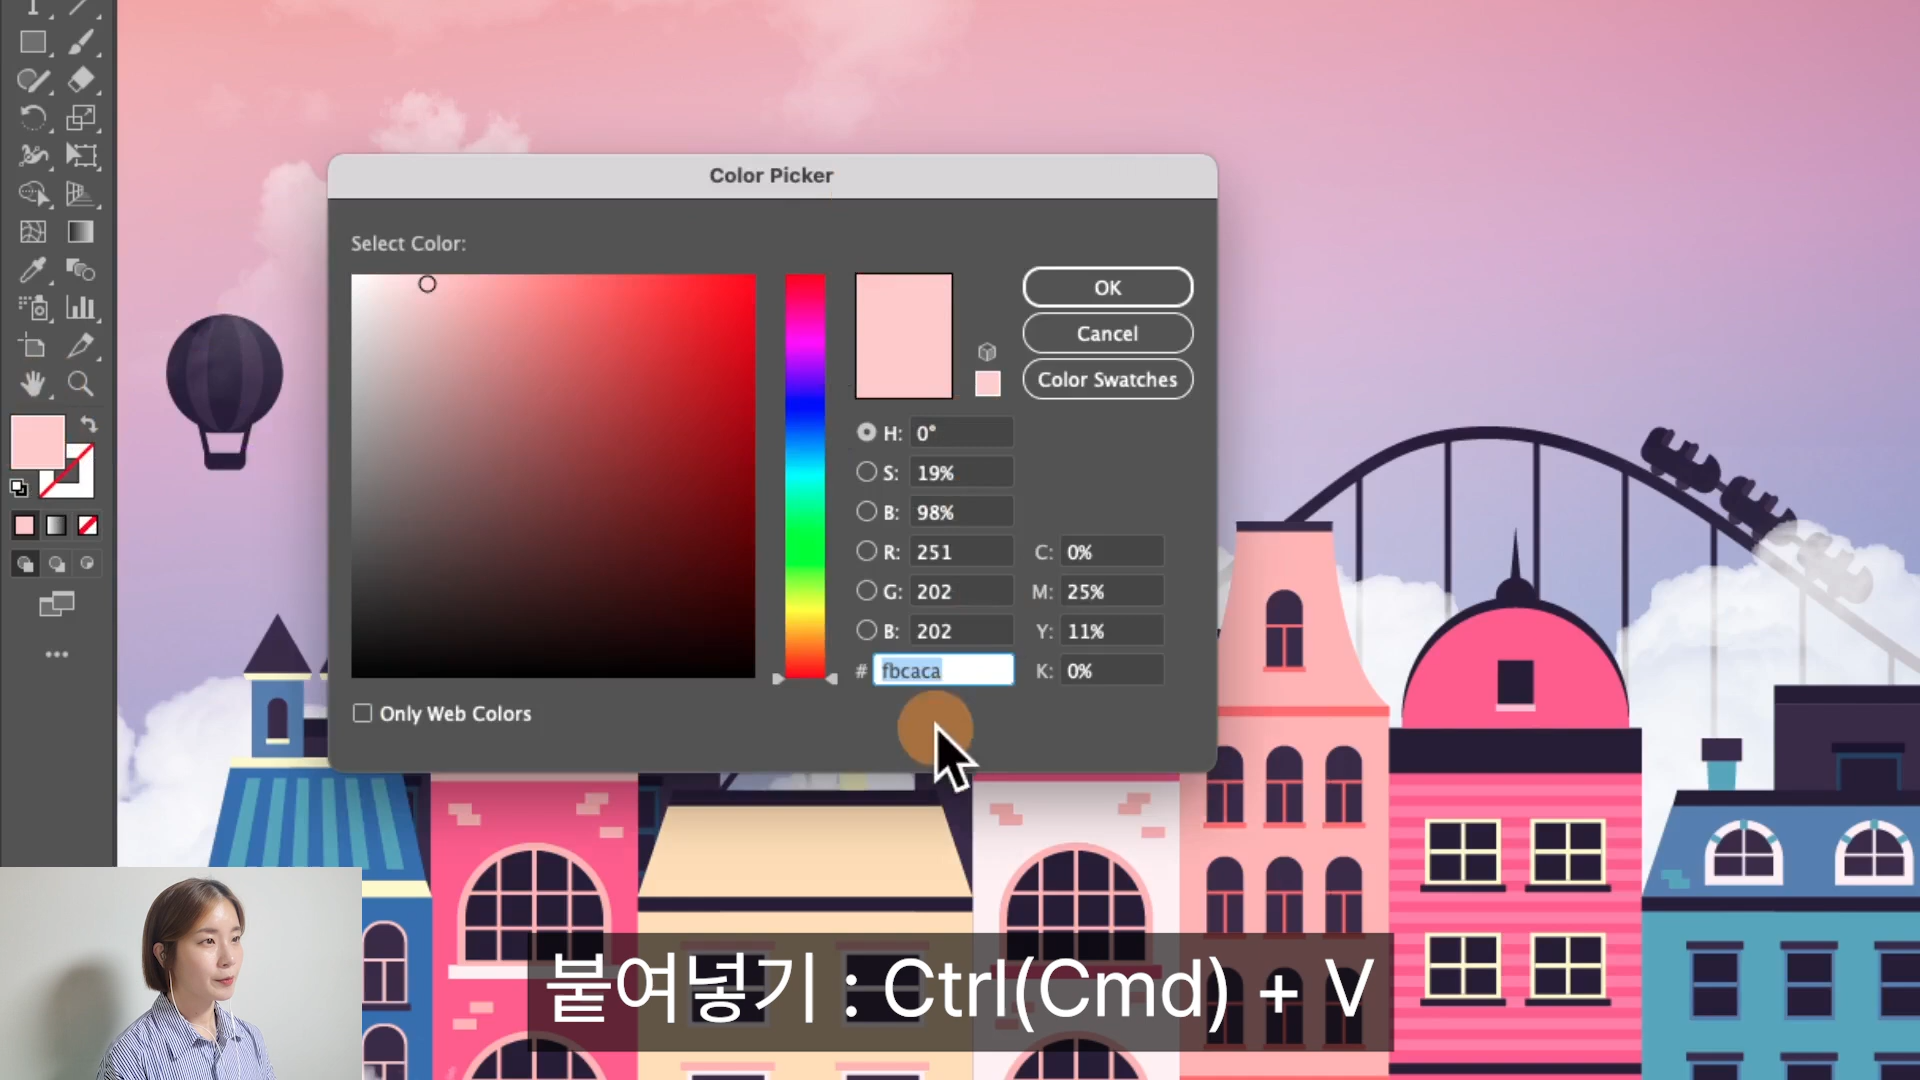 Color Picker
Select Color:
OK
Cancel
Color Swatches
H: 0°
S: 19%
B: 98%
R: 251 C: 0%
G: 202 M: 25%
B: 202 Y: 11%
# fbcaca K: 0%
Only Web Colors
붙여넣기 : Ctrl(Cmd) + V